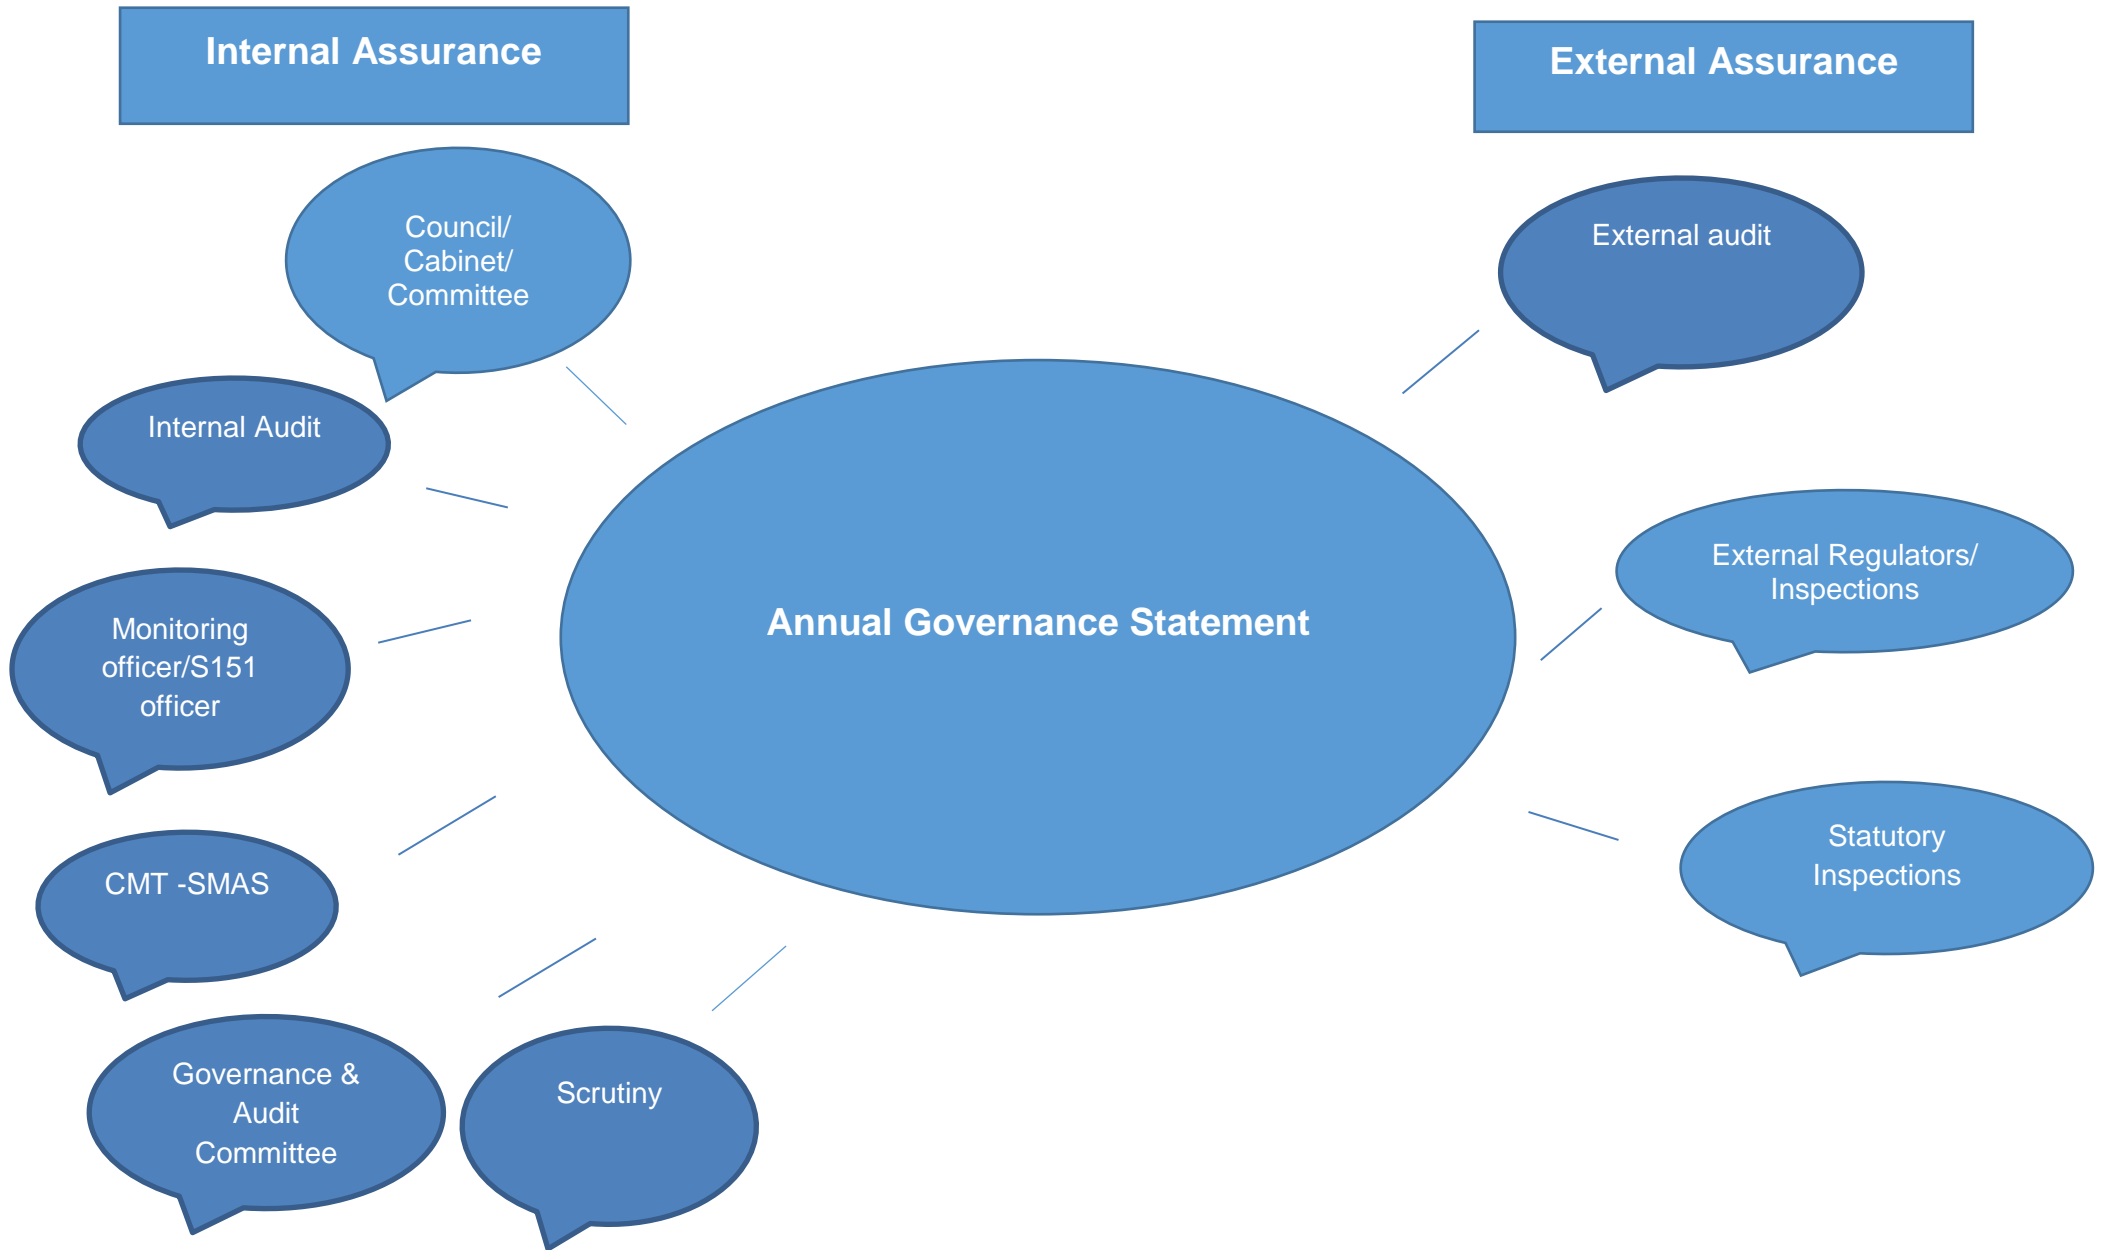 Internal Assurance
External Assurance
Council/
Cabinet/
Committee
External audit
Internal Audit
External Regulators/
Inspections
Annual Governance Statement
Monitoring
officer/S151
officer
Statutory
Inspections
CMT -SMAS
Governance &
Audit
Committee
Scrutiny